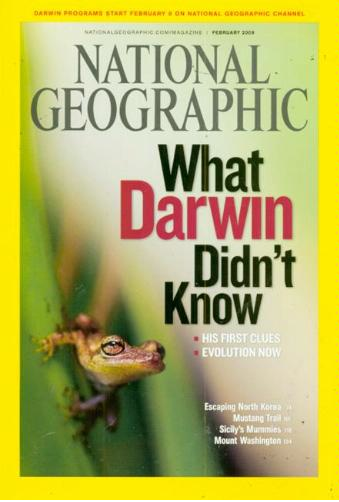 DARWIN PROGRAMS START FEBRUARY 8 ON NATIONAL GEOGRAPHIC CHANNEL
NATIONALGEOGRAPHIC.COM/MAGAZINE | FEBRUARY 2009
NATIONAL
GEOGRAPHIC
What
Darwin
Didn't
Know
▪ HIS FIRST CLUES
▪ EVOLUTION NOW
Escaping North Korea
Mustang Trail
Sicily's Mummies
Mount Washington